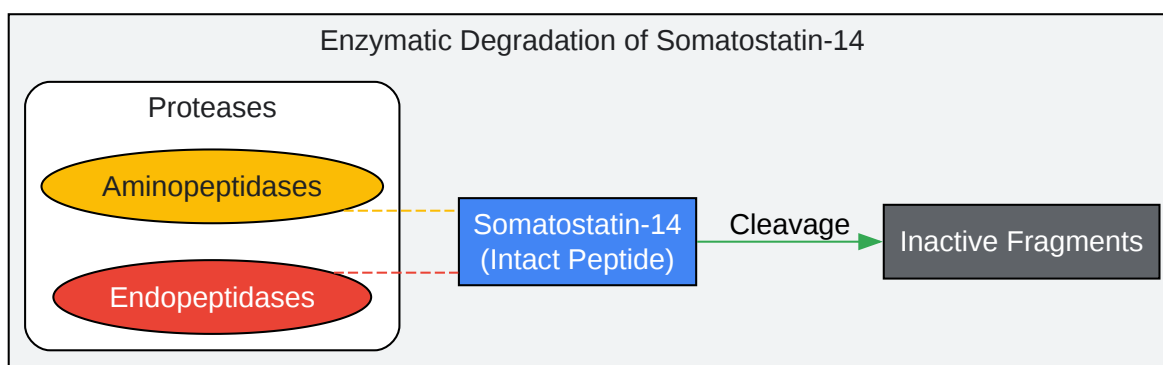 Enzymatic Degradation of Somatostatin-14
Proteases
Aminopeptidases
Endopeptidases
Somatostatin-14
(Intact Peptide)
Cleavage
Inactive Fragments